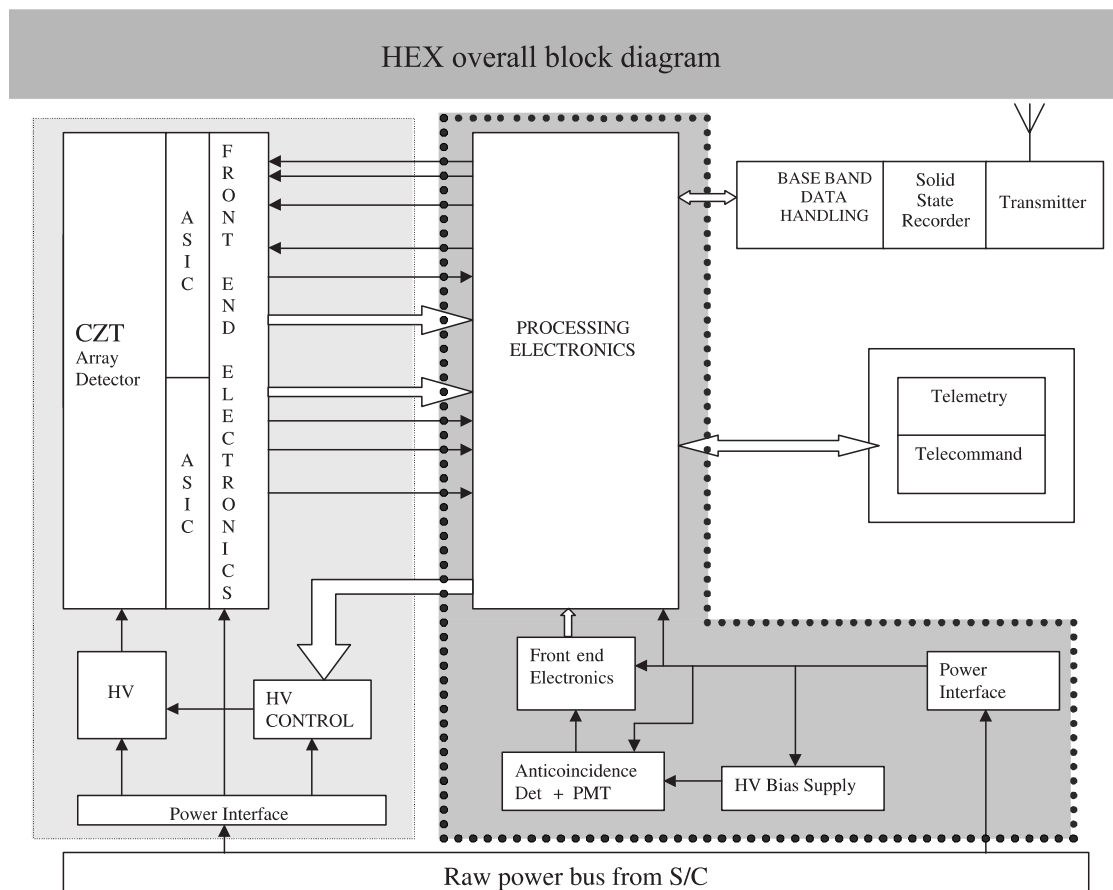 HEX overall block diagram
CZT
Array
Detector
A
S
I
C
A
S
I
C
F
R
O
N
T
E
N
D
E
L
E
C
T
R
O
N
I
C
S
PROCESSING
ELECTRONICS
BASE BAND
DATA
HANDLING
Solid
State
Recorder
Transmitter
Telemetry
Telecommand
HV
HV
CONTROL
Power Interface
Front end
Electronics
Anticoincidence
Det + PMT
HV Bias Supply
Power
Interface
Raw power bus from S/C